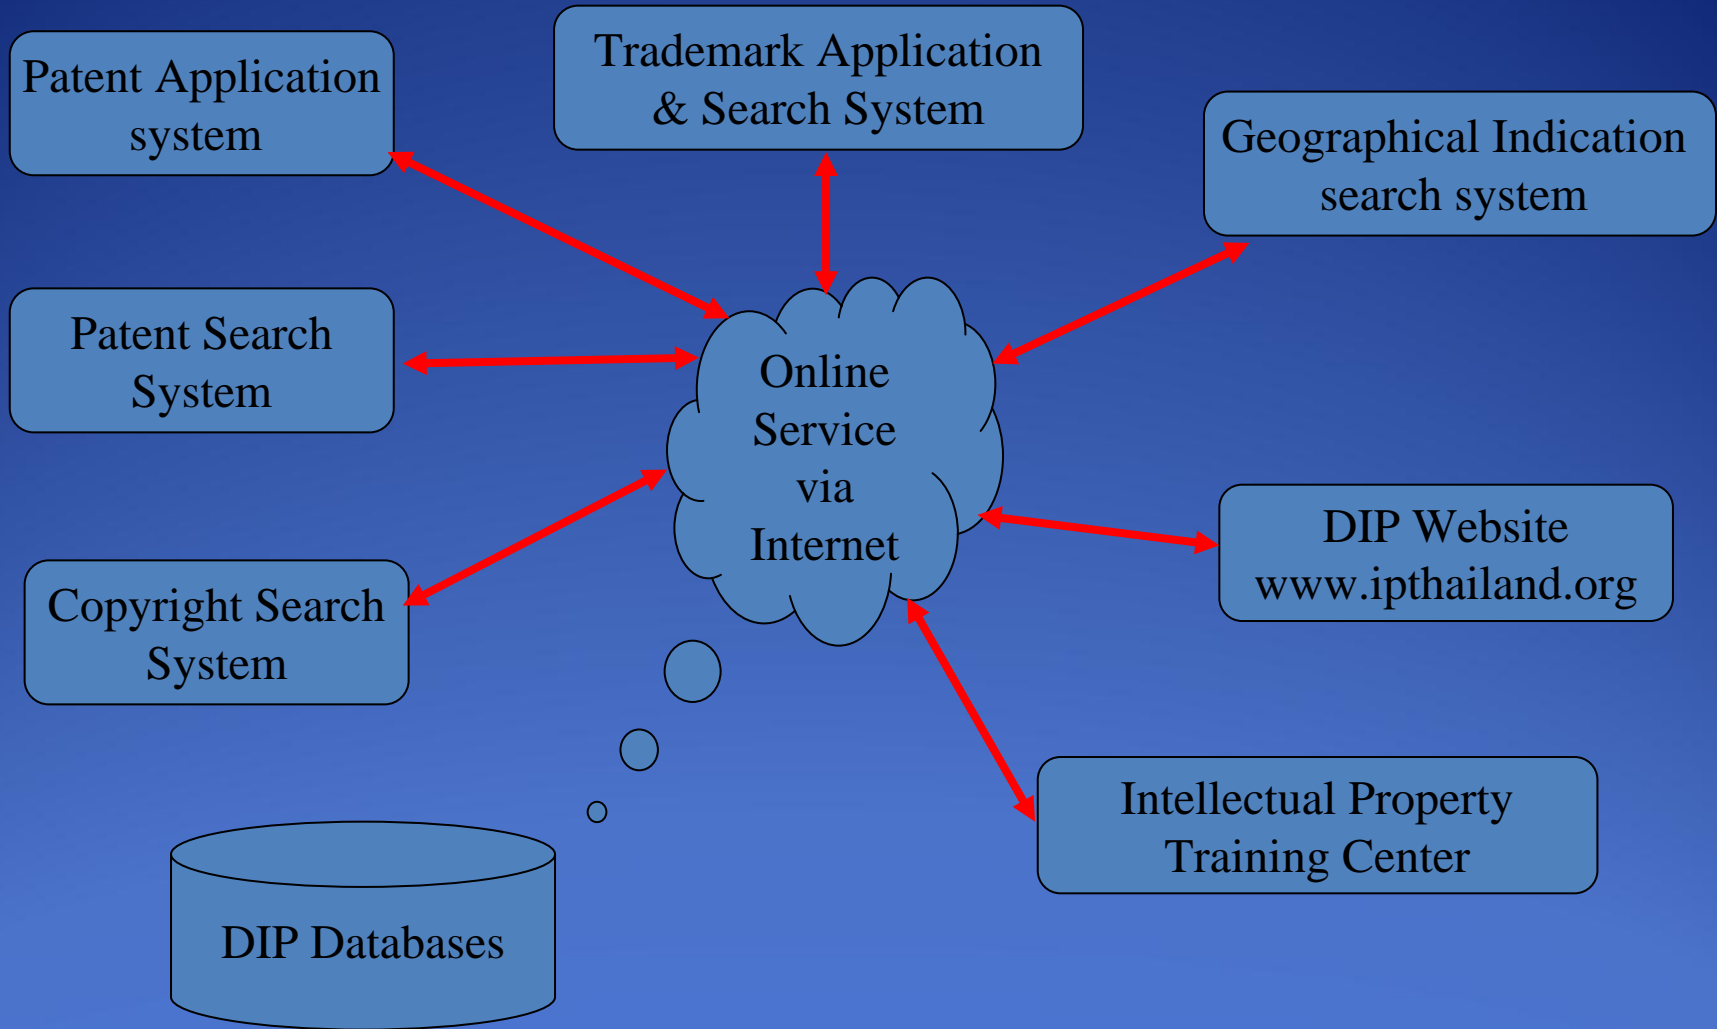 Patent Application
system
Trademark Application
& Search System
Geographical Indication
search system
Patent Search
System
Online
Service
via
Internet
DIP Website
www.ipthailand.org
Copyright Search
System
Intellectual Property
Training Center
DIP Databases